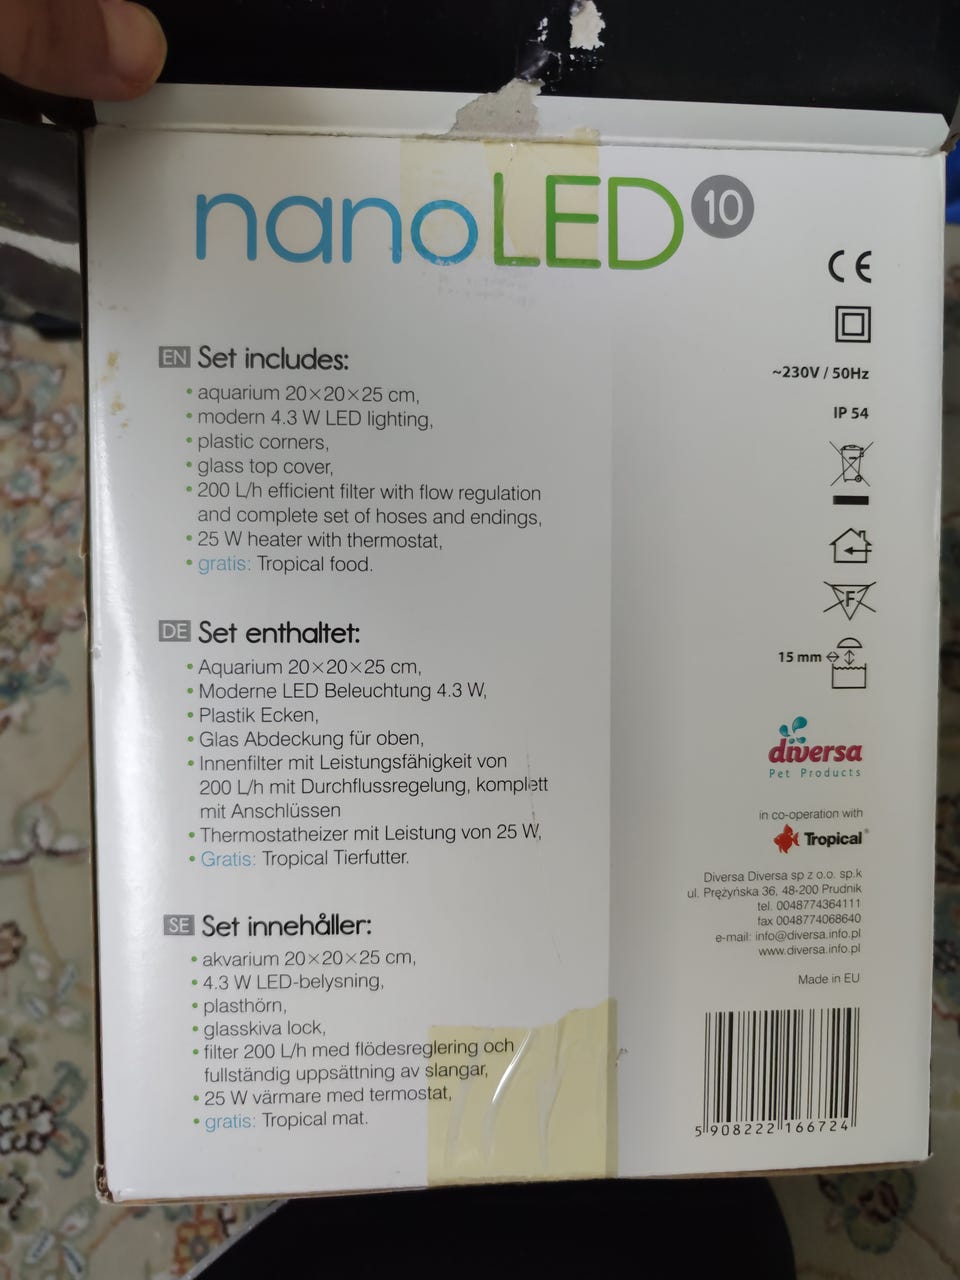 nanoLED 10
EN Set includes:
• aquarium 20×20×25 cm,
• modern 4.3 W LED lighting,
• plastic corners,
• glass top cover,
• 200 L/h efficient filter with flow regulation
and complete set of hoses and endings,
• 25 W heater with thermostat,
• gratis: Tropical food.
DE Set enthaltet:
• Aquarium 20×20×25 cm,
• Moderne LED Beleuchtung 4.3 W,
• Plastik Ecken,
• Glas Abdeckung für oben,
• Innenfilter mit Leistungsfähigkeit von
200 L/h mit Durchflussregelung, komplett
mit Anschlüssen
• Thermostatheizer mit Leistung von 25 W,
• Gratis: Tropical Tierfutter.
SE Set innehåller:
• akvarium 20×20×25 cm,
• 4.3 W LED-belysning,
• plasthörn,
• glasskiva lock,
• filter 200 L/h med flödesreglering och
fullständig uppsättning av slangar,
• 25 W värmare med termostat,
• gratis: Tropical mat.
CE
~230V / 50Hz
IP 54
F
15 mm
diversa
Pet Products
in co-operation with
Tropical®
Diversa Diversa sp z o.o. sp.k
ul. Prężyńska 36, 48-200 Prudnik
tel. 0048774364111
fax 0048774068640
e-mail: info@diversa.info.pl
www.diversa.info.pl
Made in EU
5 908222 166724